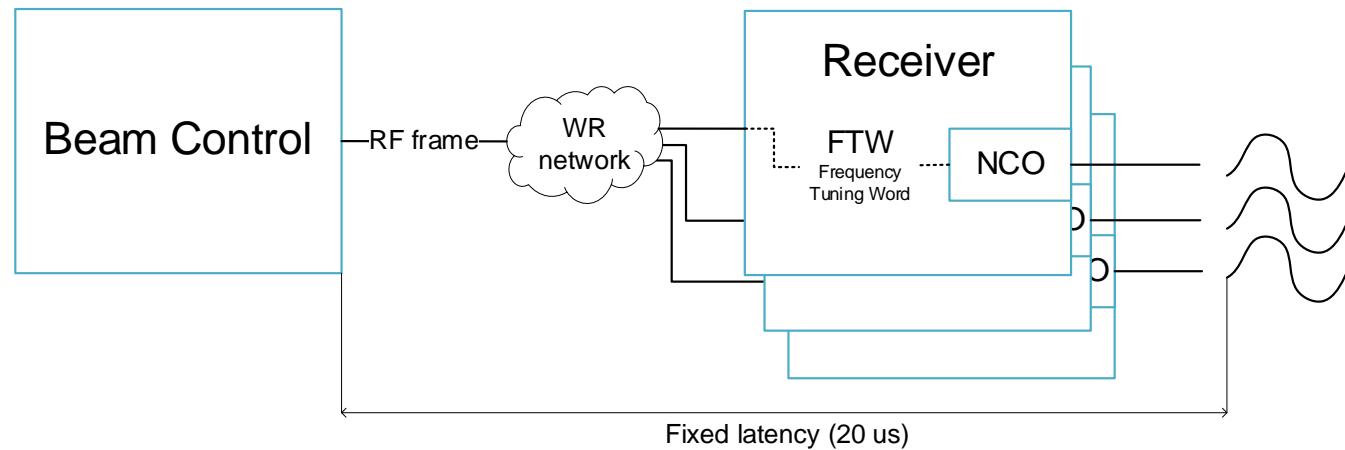 Beam Control
RF frame
WR
network
Receiver
FTW
Frequency
Tuning Word
NCO
O
O
Fixed latency (20 us)